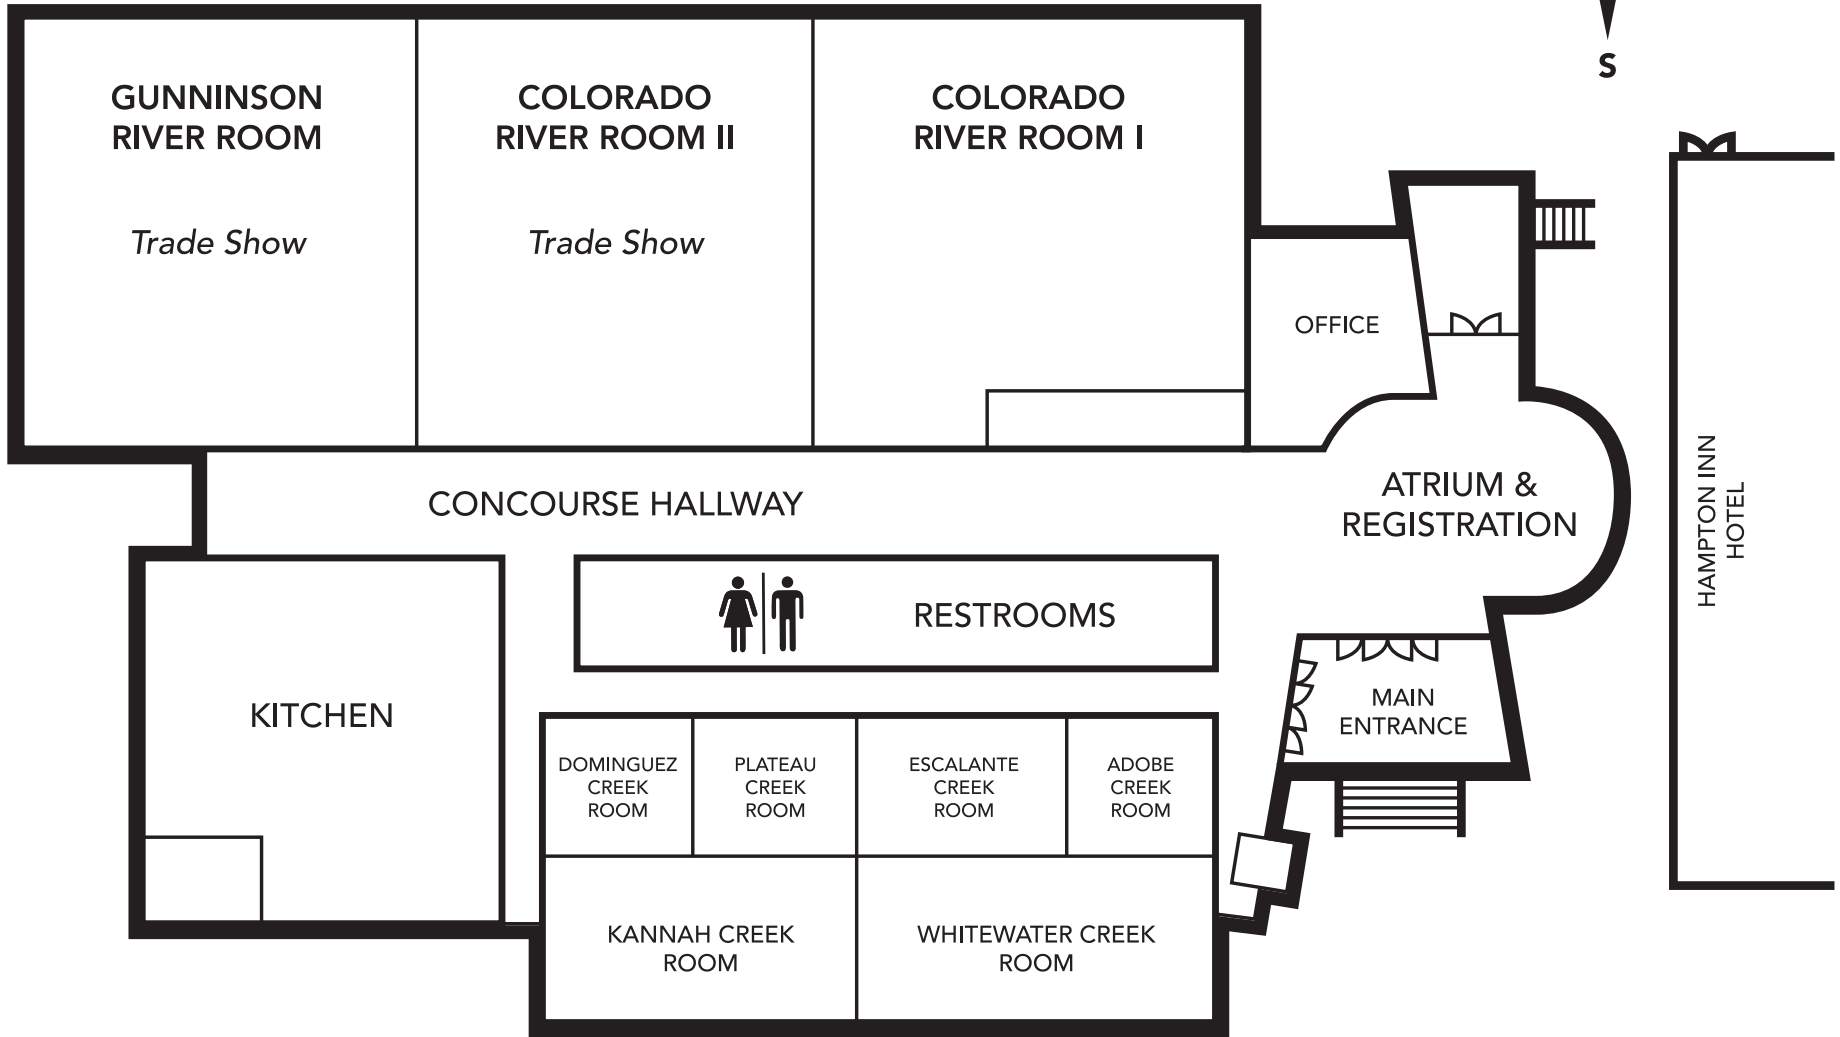 S
GUNNINSON
RIVER ROOM
Trade Show
COLORADO
RIVER ROOM II
Trade Show
COLORADO
RIVER ROOM I
OFFICE
ATRIUM &
REGISTRATION
HAMPTON INN
HOTEL
CONCOURSE HALLWAY
RESTROOMS
KITCHEN
MAIN
ENTRANCE
DOMINGUEZ
CREEK
ROOM
PLATEAU
CREEK
ROOM
ESCALANTE
CREEK
ROOM
ADOBE
CREEK
ROOM
KANNAH CREEK
ROOM
WHITEWATER CREEK
ROOM